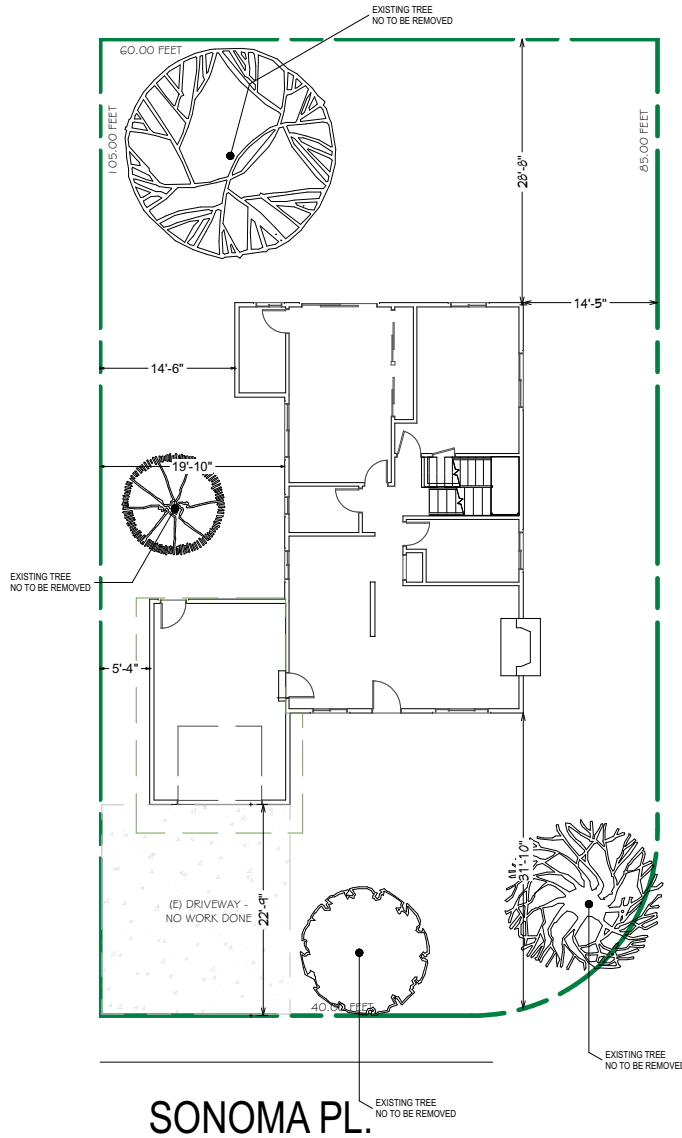 EXISTING TREE
NO TO BE REMOVED
60.00 FEET
105.00 FEET
85.00 FEET
28'-8"
14'-5"
14'-6"
19'-10"
EXISTING TREE
NO TO BE REMOVED
5'-4"
31'-10"
(E) DRIVEWAY -
NO WORK DONE
22'-9"
40.00 FEET
EXISTING TREE
NO TO BE REMOVED
EXISTING TREE
NO TO BE REMOVED
SONOMA PL.